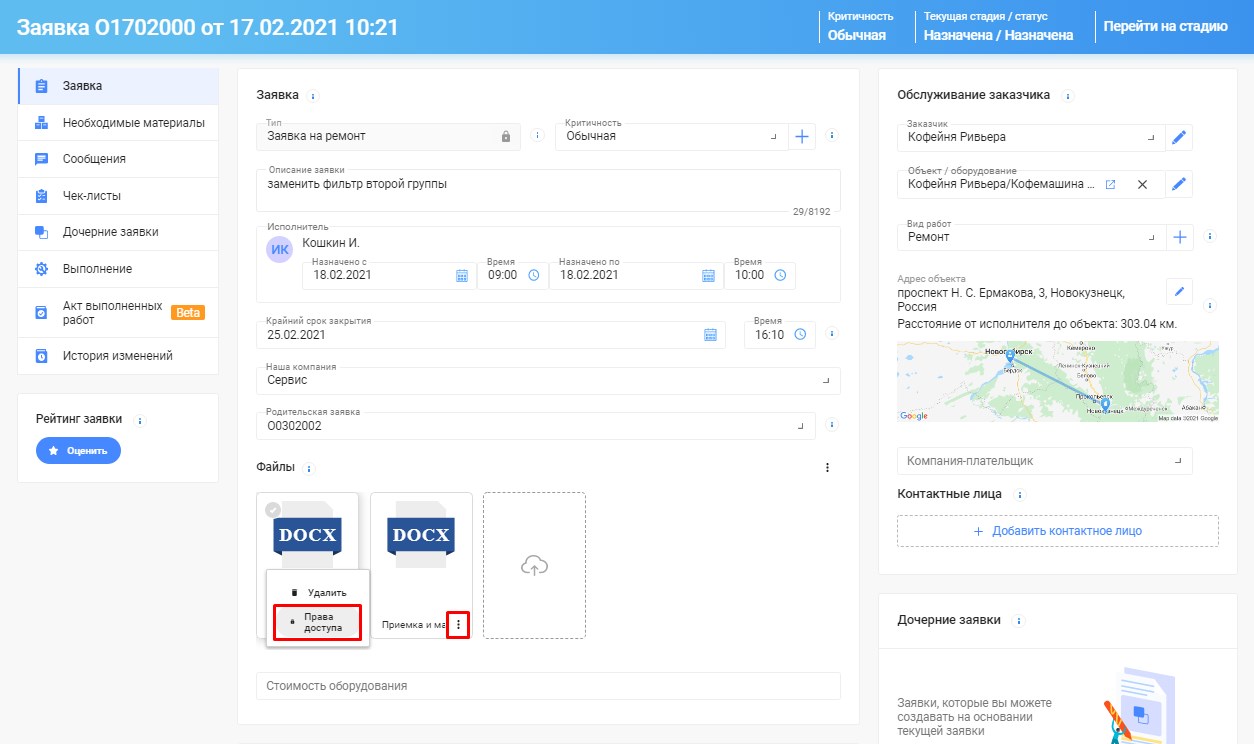 Заявка О1702000 от 17.02.2021 10:21
Критичность
Обычная
Текущая стадия / статус
Назначена / Назначена
Перейти на стадию
Заявка
Необходимые материалы
Сообщения
Чек-листы
Дочерние заявки
Выполнение
Акт выполненных
работ
Beta
История изменений
Рейтинг заявки
Оценить
Заявка
Тип
Заявка на ремонт
Критичность
Обычная
Описание заявки
заменить фильтр второй группы
29/8192
Исполнитель
ИК
Кошкин И.
Назначено с
18.02.2021
Время
09:00
Назначено по
18.02.2021
Время
10:00
Крайний срок закрытия
25.02.2021
Время
16:10
Наша компания
Сервис
Родительская заявка
О0302002
Файлы
DOCX
DOCX
Удалить
Права
доступа
Приемка и ма
Стоимость оборудования
Обслуживание заказчика
Заказчик
Кофейня Ривьера
Объект / оборудование
Кофейня Ривьера/Кофемашина ...
Вид работ
Ремонт
Адрес объекта
проспект Н. С. Ермакова, 3, Новокузнецк,
Россия
Расстояние от исполнителя до объекта: 303.04 км.
Кемерово
Бердск
Ленинск-Кузнецкий
Белово
Прокопьевск
Междуреченск
Абакан
Google
Map data ©2021 Google
Компания-плательщик
Контактные лица
Добавить контактное лицо
Дочерние заявки
Заявки, которые вы можете
создавать на основании
текущей заявки